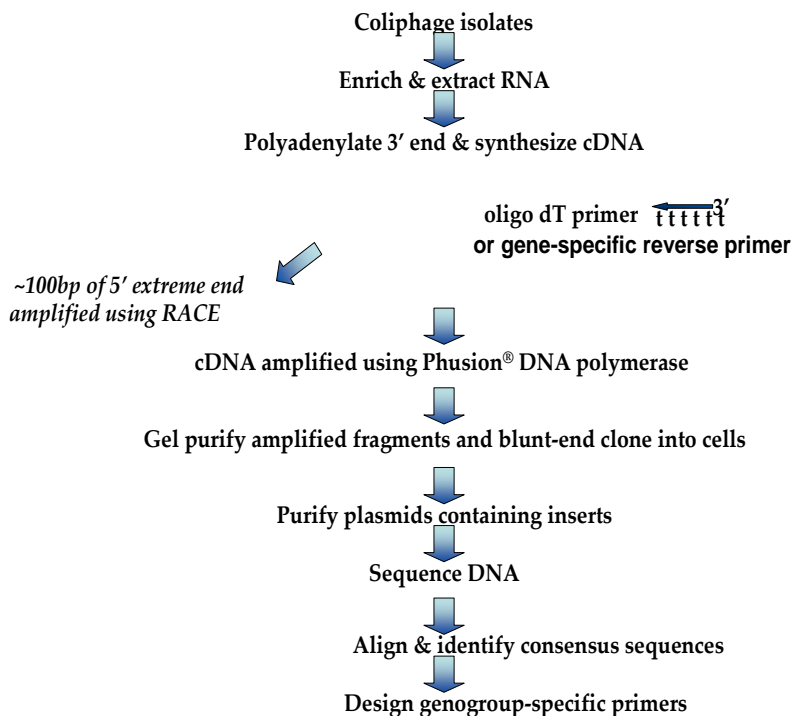 Coliphage isolates
Enrich & extract RNA
Polyadenylate 3' end & synthesize cDNA
oligo dT primer 3'
t t t t t t
or gene-specific reverse primer
~100bp of 5' extreme end
amplified using RACE
cDNA amplified using Phusion® DNA polymerase
Gel purify amplified fragments and blunt-end clone into cells
Purify plasmids containing inserts
Sequence DNA
Align & identify consensus sequences
Design genogroup-specific primers